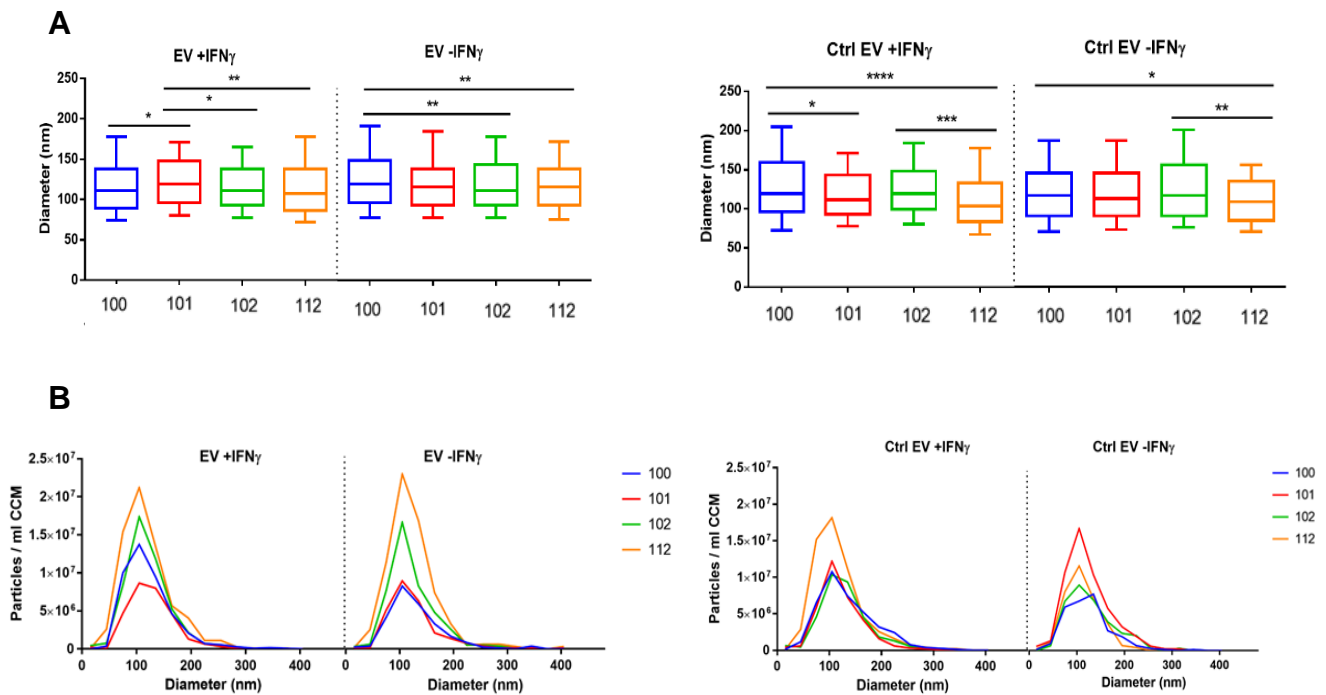 A
EV +IFNγ
EV -IFNγ
** ** * ** *
Diameter (nm)
250
200
150
100
50
0
100 101 102 112 100 101 102 112
Ctrl EV +IFNγ
Ctrl EV -IFNγ
**** * * ** ***
Diameter (nm)
250
200
150
100
50
0
100 101 102 112 100 101 102 112
B
EV +IFNγ
EV -IFNγ
Particles / ml CCM
2.5×10⁷
2×10⁷
1.5×10⁷
1×10⁷
5×10⁶
0
0 100 200 300 400 0 100 200 300 400
Diameter (nm) Diameter (nm)
100
101
102
112
Ctrl EV +IFNγ
Ctrl EV -IFNγ
Particles / ml CCM
2.5×10⁷
2×10⁷
1.5×10⁷
1×10⁷
5×10⁶
0
0 100 200 300 400 0 100 200 300 400
Diameter (nm) Diameter (nm)
100
101
102
112